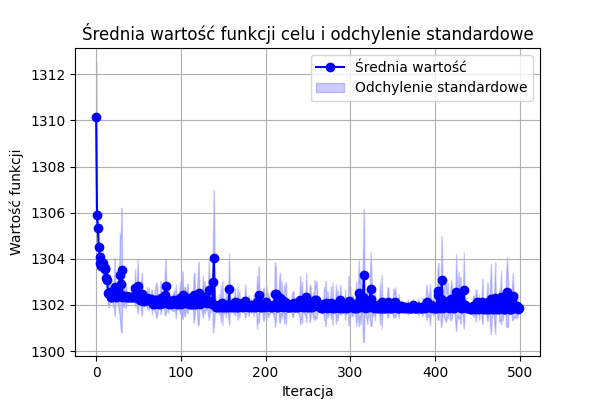 Średnia wartość funkcji celu i odchylenie standardowe
Średnia wartość
Odchylenie standardowe
Wartość funkcji
1312
1310
1308
1306
1304
1302
1300
0 100 200 300 400 500
Iteracja